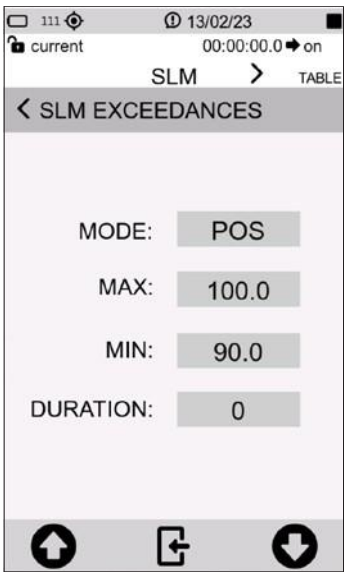 111 13/02/23
current 00:00:00.0 on
SLM > TABLE
< SLM EXCEEDANCES
MODE: POS
MAX: 100.0
MIN: 90.0
DURATION: 0